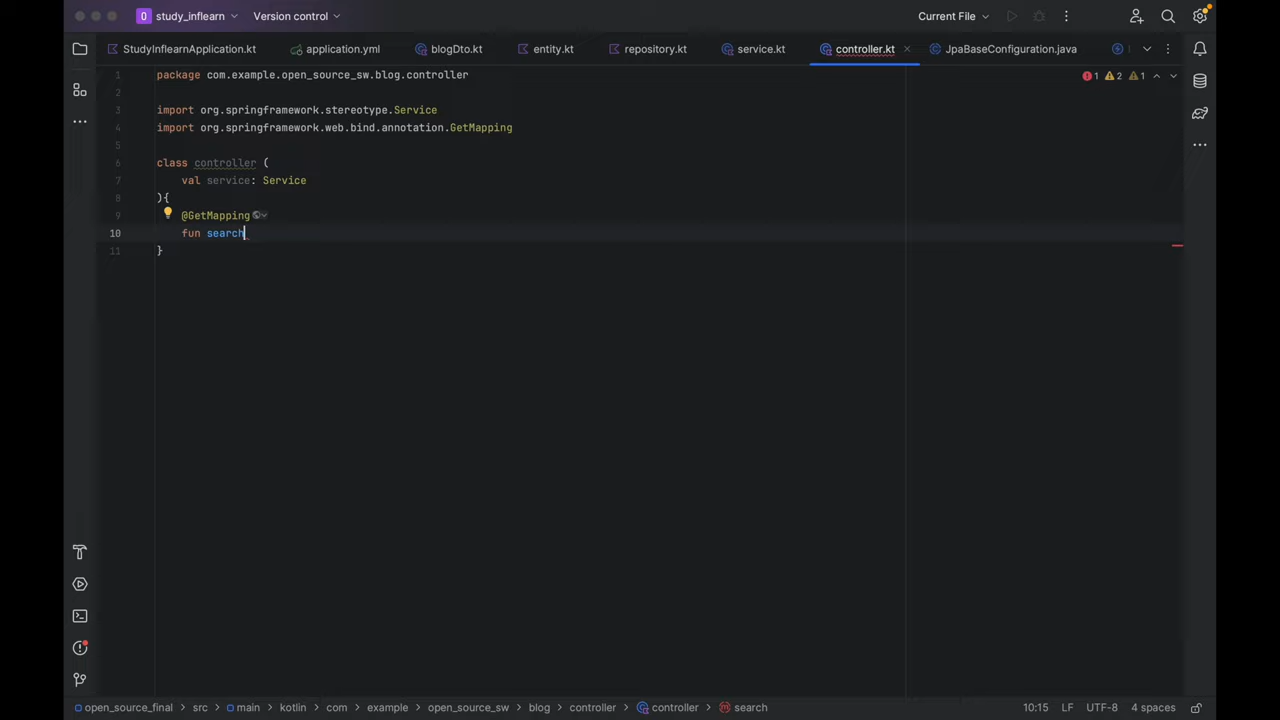 study_inflearn
Version control
Current File
StudyInflearnApplication.kt
application.yml
blogDto.kt
entity.kt
repository.kt
service.kt
controller.kt
JpaBaseConfiguration.java
1 package com.example.open_source_sw.blog.controller
1 2 1
2
3 import org.springframework.stereotype.Service
4 import org.springframework.web.bind.annotation.GetMapping
5
6 class controller (
7 val service: Service
8 ){
9 @GetMapping
10 fun search
11 }
open_source_final > src > main > kotlin > com > example > open_source_sw > blog > controller > controller > search
10:15 LF UTF-8 4 spaces